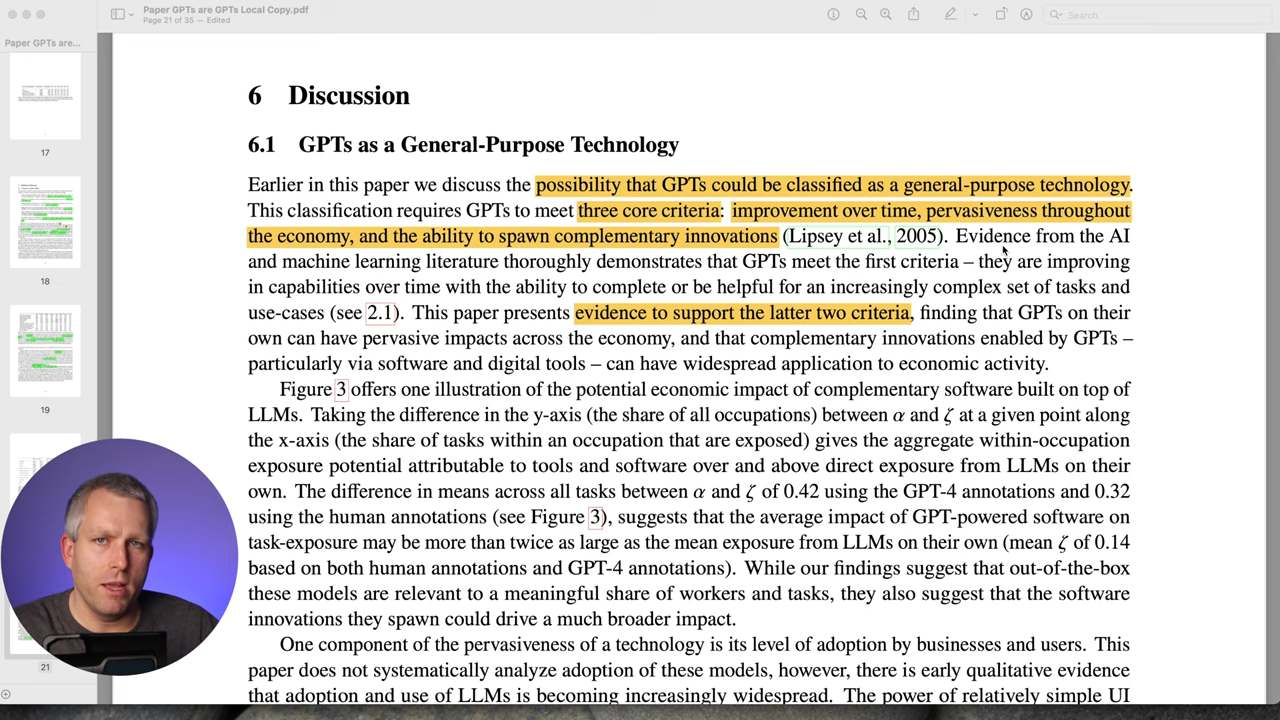 Paper GPTs are GPTs Local Copy.pdf
Page 21 of 35 – Edited
Search
Paper GPTs are...
17
18
19
21
6 Discussion
6.1 GPTs as a General-Purpose Technology
Earlier in this paper we discuss the possibility that GPTs could be classified as a general-purpose technology.
This classification requires GPTs to meet three core criteria: improvement over time, pervasiveness throughout
the economy, and the ability to spawn complementary innovations (Lipsey et al., 2005). Evidence from the AI
and machine learning literature thoroughly demonstrates that GPTs meet the first criteria – they are improving
in capabilities over time with the ability to complete or be helpful for an increasingly complex set of tasks and
use-cases (see 2.1). This paper presents evidence to support the latter two criteria, finding that GPTs on their
own can have pervasive impacts across the economy, and that complementary innovations enabled by GPTs –
particularly via software and digital tools – can have widespread application to economic activity.
Figure 3 offers one illustration of the potential economic impact of complementary software built on top of
LLMs. Taking the difference in the y-axis (the share of all occupations) between α and ζ at a given point along
the x-axis (the share of tasks within an occupation that are exposed) gives the aggregate within-occupation
exposure potential attributable to tools and software over and above direct exposure from LLMs on their
own. The difference in means across all tasks between α and ζ of 0.42 using the GPT-4 annotations and 0.32
using the human annotations (see Figure 3), suggests that the average impact of GPT-powered software on
task-exposure may be more than twice as large as the mean exposure from LLMs on their own (mean ζ of 0.14
based on both human annotations and GPT-4 annotations). While our findings suggest that out-of-the-box
these models are relevant to a meaningful share of workers and tasks, they also suggest that the software
innovations they spawn could drive a much broader impact.
One component of the pervasiveness of a technology is its level of adoption by businesses and users. This
paper does not systematically analyze adoption of these models, however, there is early qualitative evidence
that adoption and use of LLMs is becoming increasingly widespread. The power of relatively simple UI